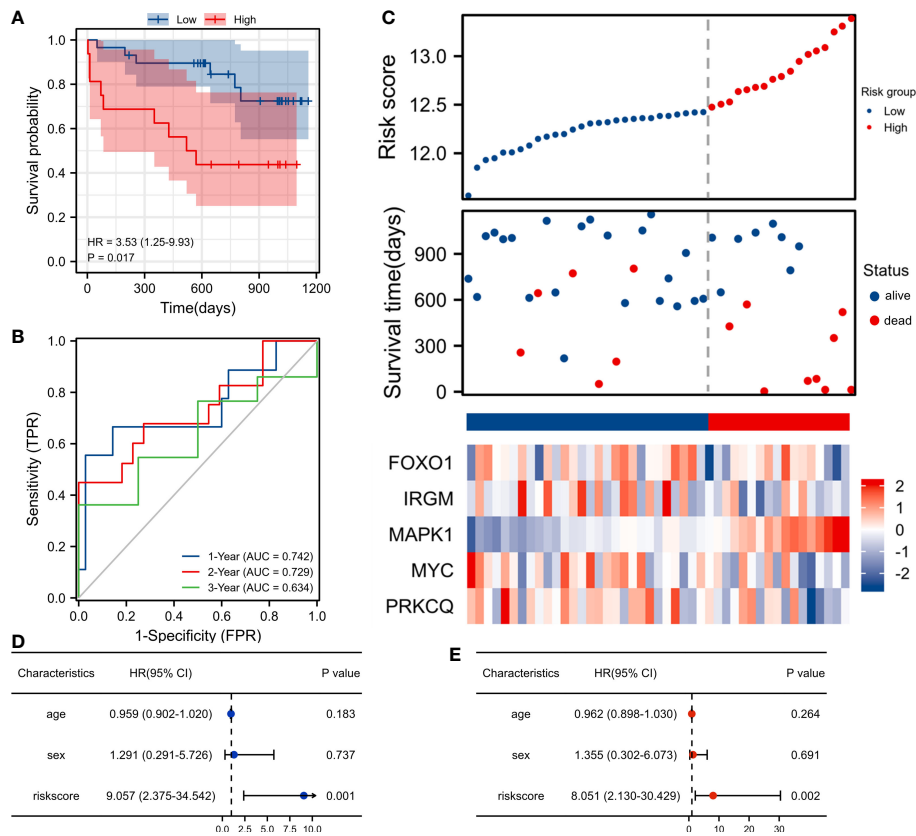 A
Low High
1.0
0.8
0.6
0.4
0.2
0.0
Survival probability
HR = 3.53 (1.25-9.93)
P = 0.017
0 300 600 900 1200
Time(days)
B
1.0
0.8
0.6
0.4
0.2
0.0
Sensitivity (TPR)
1-Year (AUC = 0.742)
2-Year (AUC = 0.729)
3-Year (AUC = 0.634)
0.0 0.2 0.4 0.6 0.8 1.0
1-Specificity (FPR)
C
13.0
12.5
12.0
Risk score
Risk group
Low
High
900
600
300
0
Survival time(days)
Status
alive
dead
FOXO1
IRGM
MAPK1
MYC
PRKCQ
2
1
0
-1
-2
D
Characteristics HR(95% CI) P value
age 0.959 (0.902-1.020) 0.183
sex 1.291 (0.291-5.726) 0.737
riskscore 9.057 (2.375-34.542) 0.001
0.0 2.5 5.0 7.5 10.0
E
Characteristics HR(95% CI) P value
age 0.962 (0.898-1.030) 0.264
sex 1.355 (0.302-6.073) 0.691
riskscore 8.051 (2.130-30.429) 0.002
0 10 20 30